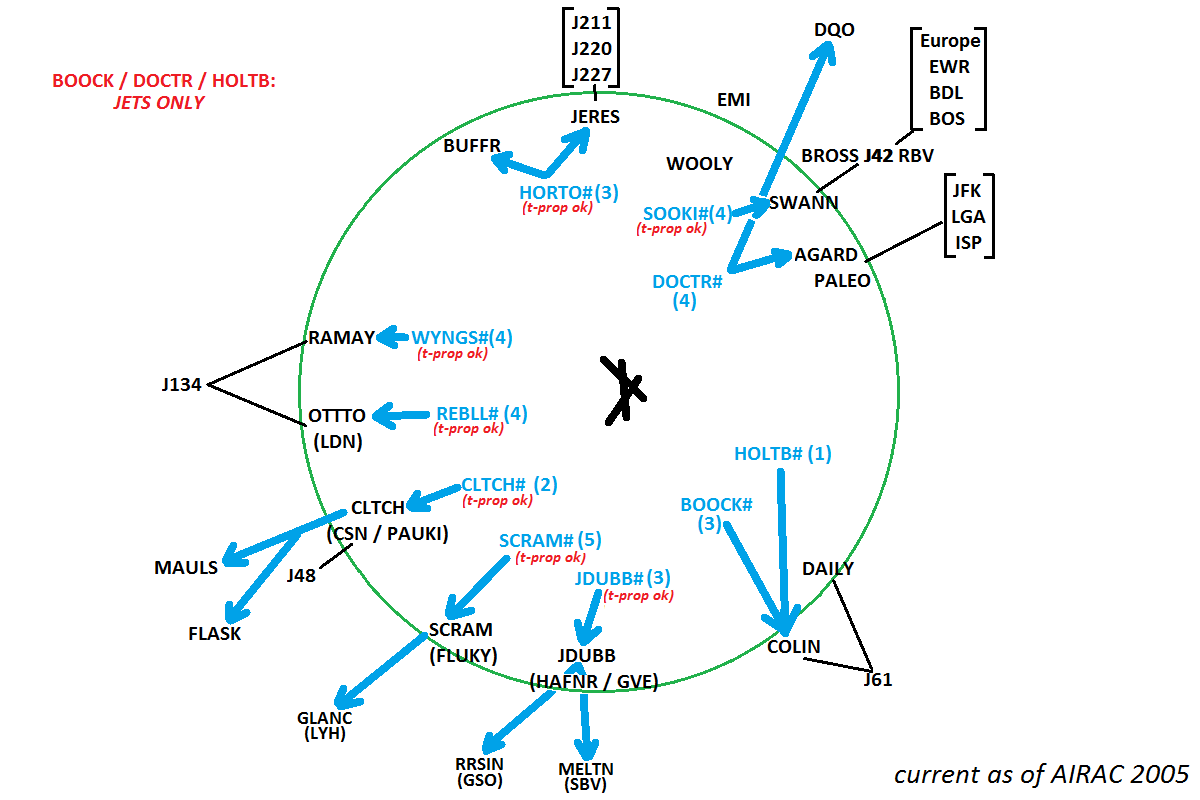 J211
J220
J227
DQO
Europe
EWR
BDL
BOS
BOOCK / DOCTR / HOLTB:
JETS ONLY
EMI
JERES
BUFFR
WOOLY
BROSS J42 RBV
HORTO# (3)
(t-prop ok)
SOOKI#(4)
(t-prop ok)
SWANN
JFK
LGA
ISP
AGARD
PALEO
DOCTR#
(4)
RAMAY
WYNGS#(4)
(t-prop ok)
J134
OTTTO
(LDN)
REBLL# (4)
(t-prop ok)
HOLTB# (1)
CLTCH# (2)
(t-prop ok)
CLTCH
(CSN / PAUKI)
BOOCK#
(3)
SCRAM# (5)
(t-prop ok)
MAULS
J48
JDUBB# (3)
(t-prop ok)
DAILY
FLASK
SCRAM
(FLUKY)
JDUBB
(HAFNR / GVE)
COLIN
J61
GLANC
(LYH)
RRSIN
(GSO)
MELTN
(SBV)
current as of AIRAC 2005